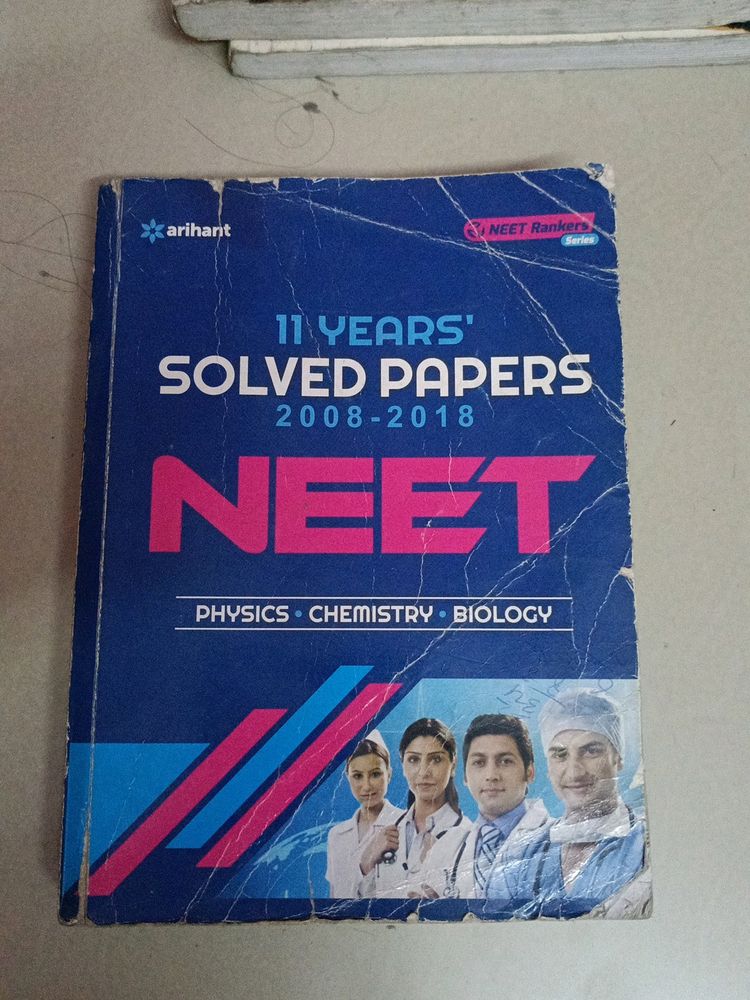 arihant
NEET Rankers
Series
11 YEARS'
SOLVED PAPERS
2008-2018
NEET
PHYSICS • CHEMISTRY • BIOLOGY